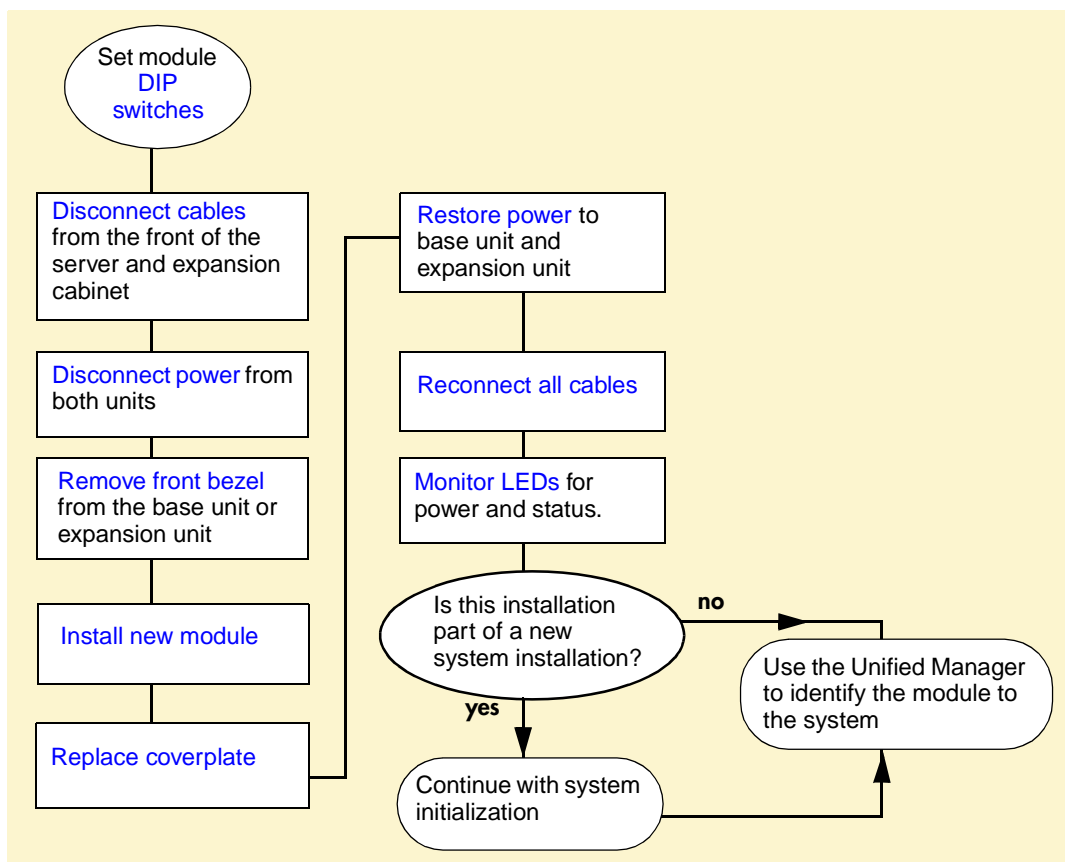 Set module
DIP
switches
Disconnect cables
from the front of the
server and expansion
cabinet
Disconnect power from
both units
Remove front bezel
from the base unit or
expansion unit
Install new module
Replace coverplate
Restore power to
base unit and
expansion unit
Reconnect all cables
Monitor LEDs for
power and status.
Is this installation
part of a new
system installation?
no
yes
Use the Unified Manager
to identify the module to
the system
Continue with system
initialization